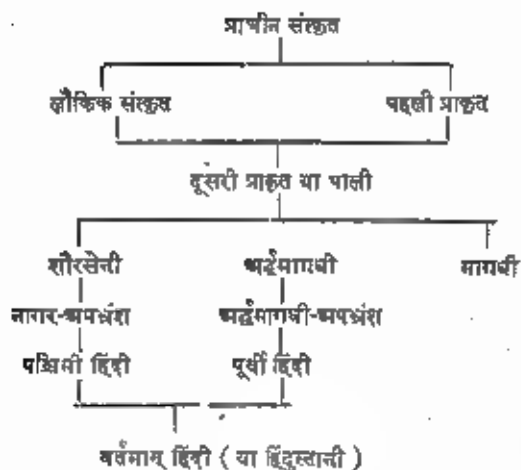 प्राचीन संस्कृत
लौकिक संस्कृत पहली प्राकृत
दूसरी प्राकृत या पाली
शौरसेनी अर्द्धमागधी मागधी
नागर-अपभ्रंश अर्द्धमागधी-अपभ्रंश
पश्चिमी हिंदी पूर्वी हिंदी
वर्तमान हिंदी ( या हिंदुस्तानी )